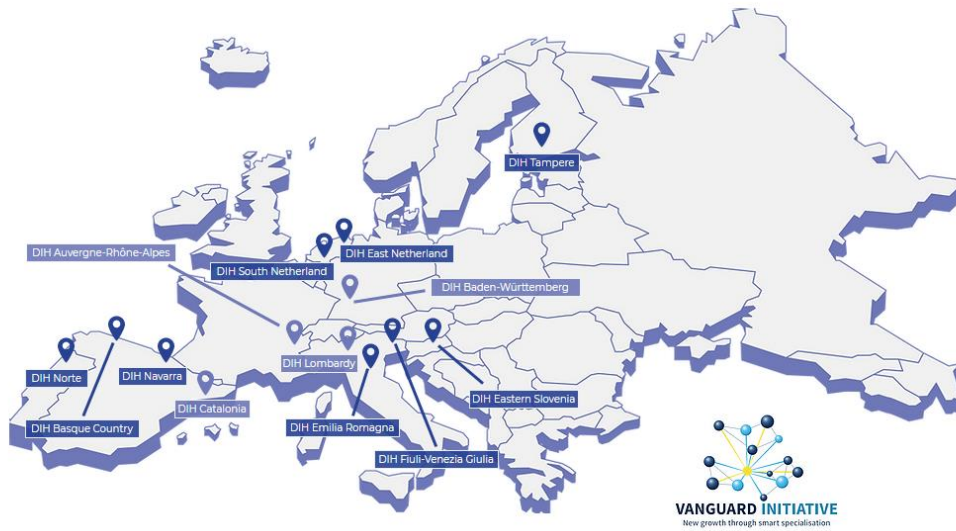 DIH Tampere
DIH Auvergne-Rhône-Alpes
DIH East Netherland
DIH South Netherland
DIH Baden-Württemberg
DIH Lombardy
DIH Norte
DIH Navarra
DIH Catalonia
DIH Eastern Slovenia
DIH Basque Country
DIH Emilia Romagna
DIH Fiuli-Venezia Giulia
VANGUARD INITIATIVE
New growth through smart specialisation